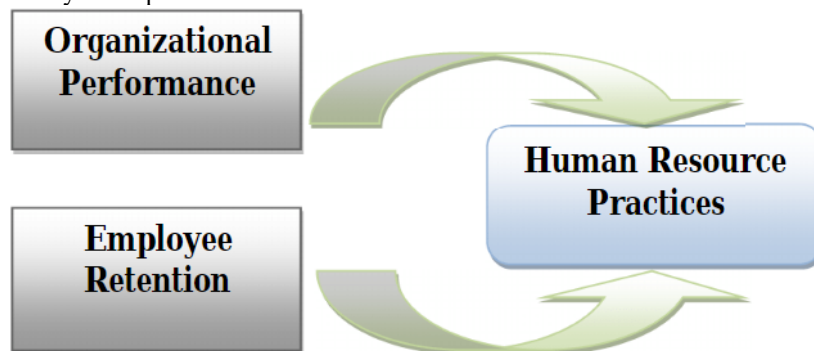 Organizational
Performance
Human Resource
Practices
Employee
Retention